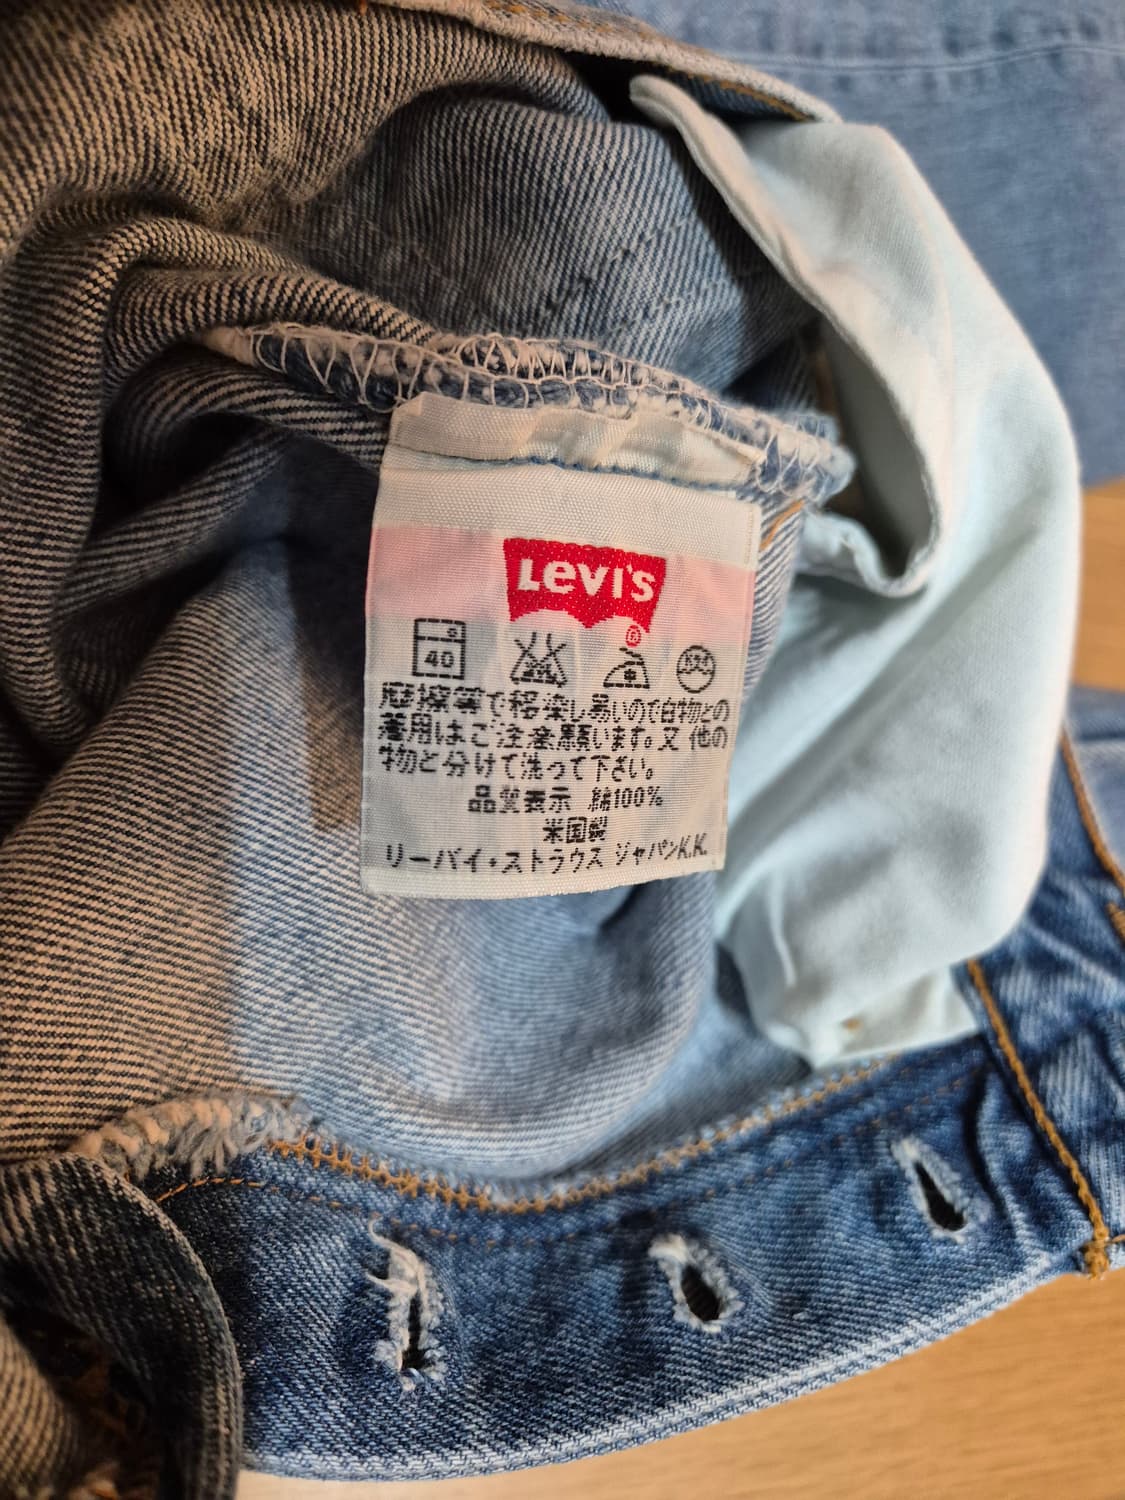 Levi's
®
40
摩擦等で移染し易いので白物との
着用はご注意願います。又 他の
物と分けて洗って下さい。
品質表示 綿100%
米国製
リーバイ・ストラウス ジャパンK.K.